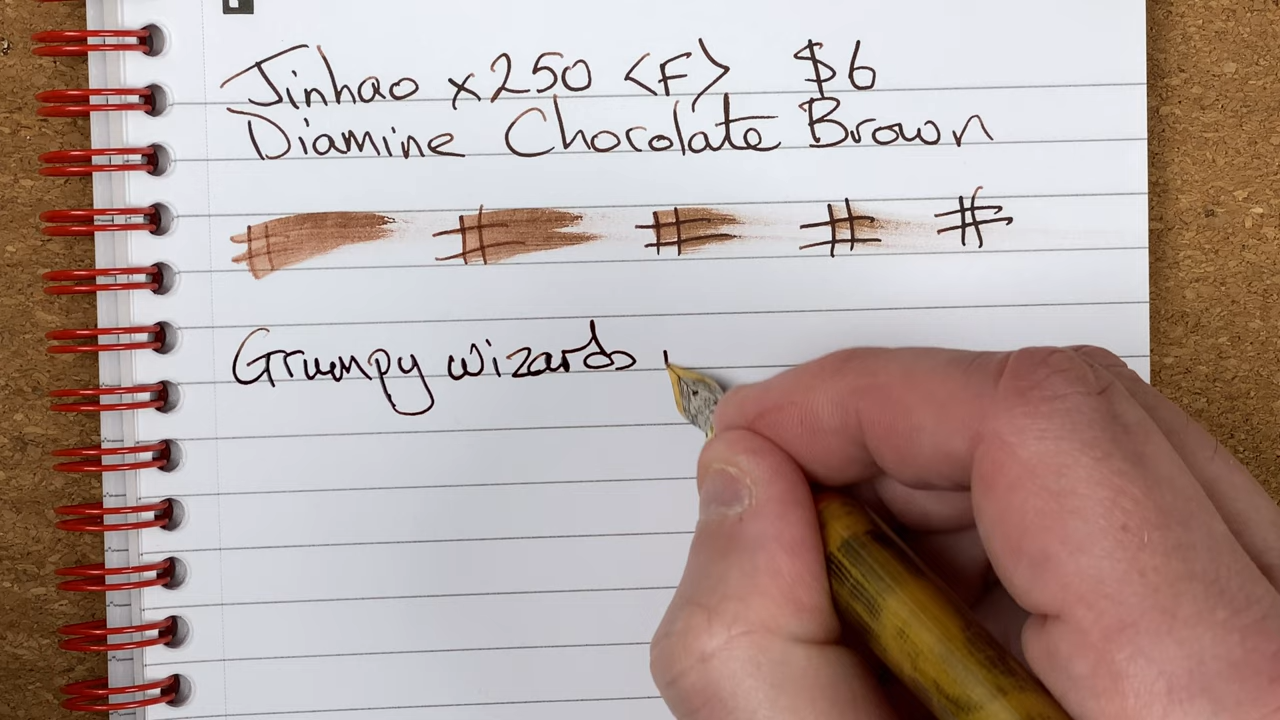 Jinhao x250 <F> $6
Diamine Chocolate Brown
# # # # #
Grumpy wizards